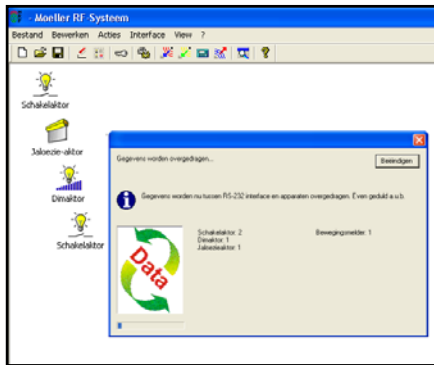 - Moeller RF-Systeem
Bestand Bewerken Acties Interface View ?
Schakelaktor
Jaloezie-aktor
Dimaktor
Schakelaktor
Gegevens worden overgedragen...
Beëindigen
Gegevens worden nu tussen RS-232 interface en apparaten overgedragen. Even geduld a.u.b.
Data
Schakelaktor: 2 Bewegingsmelder: 1
Dimaktor: 1
Jaloezieaktor: 1